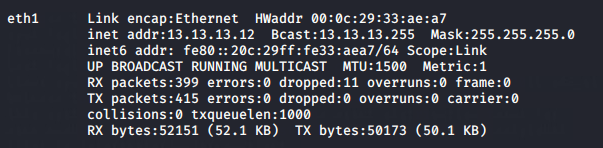 eth1      Link encap:Ethernet  HWaddr 00:0c:29:33:ae:a7
          inet addr:13.13.13.12  Bcast:13.13.13.255  Mask:255.255.255.0
          inet6 addr: fe80::20c:29ff:fe33:aea7/64 Scope:Link
          UP BROADCAST RUNNING MULTICAST  MTU:1500  Metric:1
          RX packets:399 errors:0 dropped:11 overruns:0 frame:0
          TX packets:415 errors:0 dropped:0 overruns:0 carrier:0
          collisions:0 txqueuelen:1000
          RX bytes:52151 (52.1 KB)  TX bytes:50173 (50.1 KB)